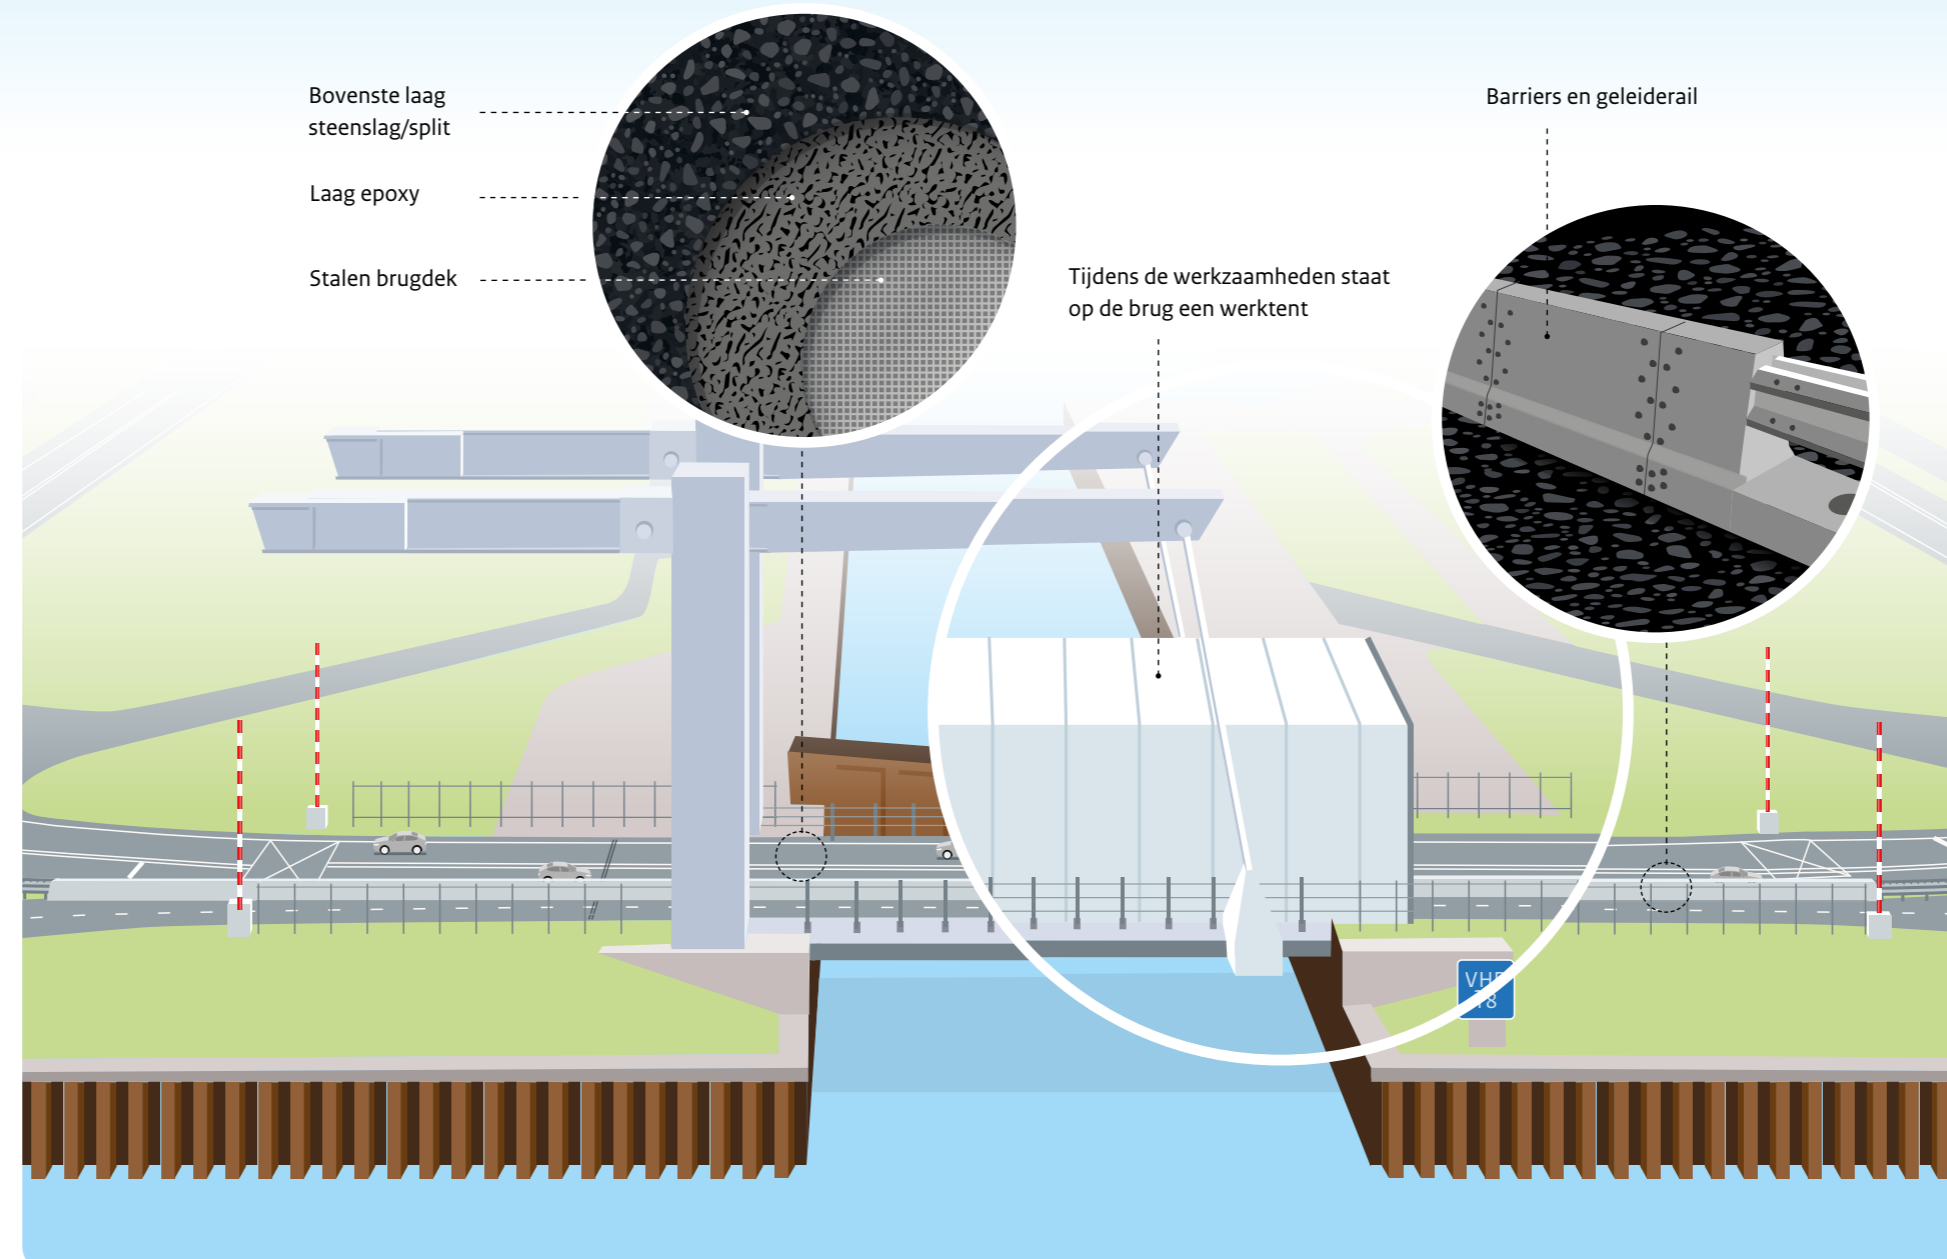 Bovenste laag
steenslag/split
Laag epoxy
Stalen brugdek
Tijdens de werkzaamheden staat
op de brug een werktent
Barriers en geleiderail